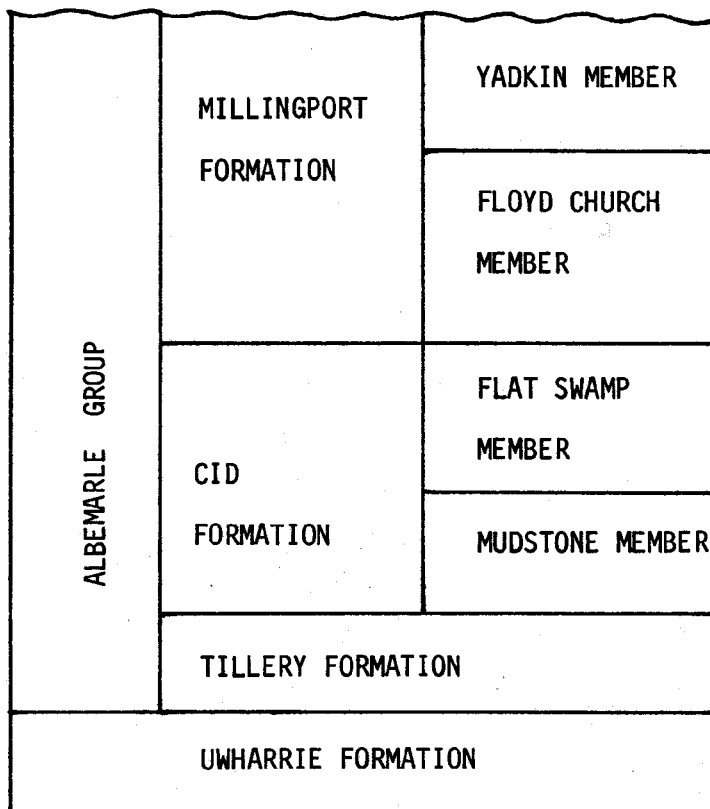 ALBEMARLE GROUP
MILLINGPORT
FORMATION
YADKIN MEMBER
FLOYD CHURCH
MEMBER
CID
FORMATION
FLAT SWAMP
MEMBER
MUDSTONE MEMBER
TILLERY FORMATION
UWHARRIE FORMATION